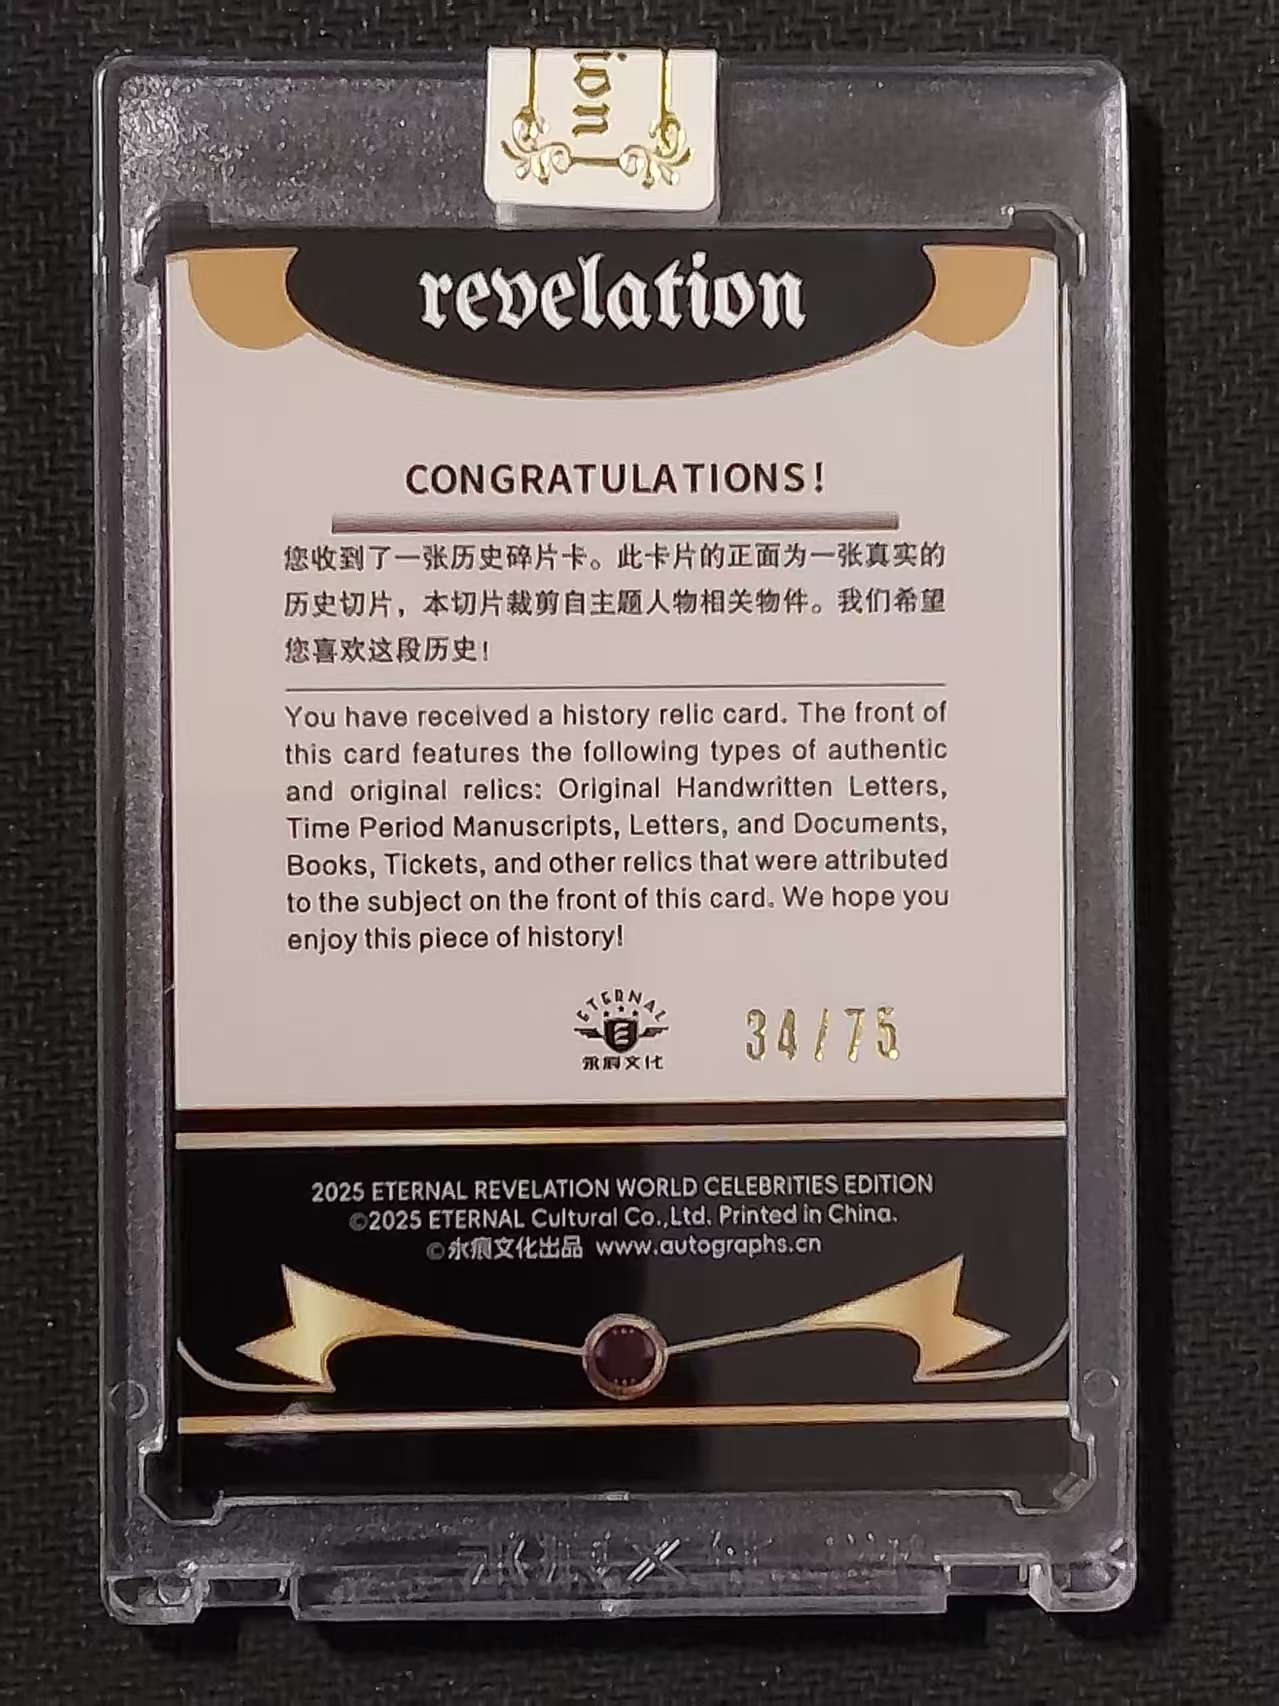 ion
revelation
CONGRATULATIONS!
您收到了一张历史碎片卡。此卡片的正面为一张真实的
历史切片，本切片裁剪自主题人物相关物件。我们希望
您喜欢这段历史！
You have received a history relic card. The front of
this card features the following types of authentic
and original relics: Original Handwritten Letters,
Time Period Manuscripts, Letters, and Documents,
Books, Tickets, and other relics that were attributed
to the subject on the front of this card. We hope you
enjoy this piece of history!
ETERNAL
永痕文化
34/75
2025 ETERNAL REVELATION WORLD CELEBRITIES EDITION
©2025 ETERNAL Cultural Co.,Ltd. Printed in China.
©永痕文化出品 www.autographs.cn